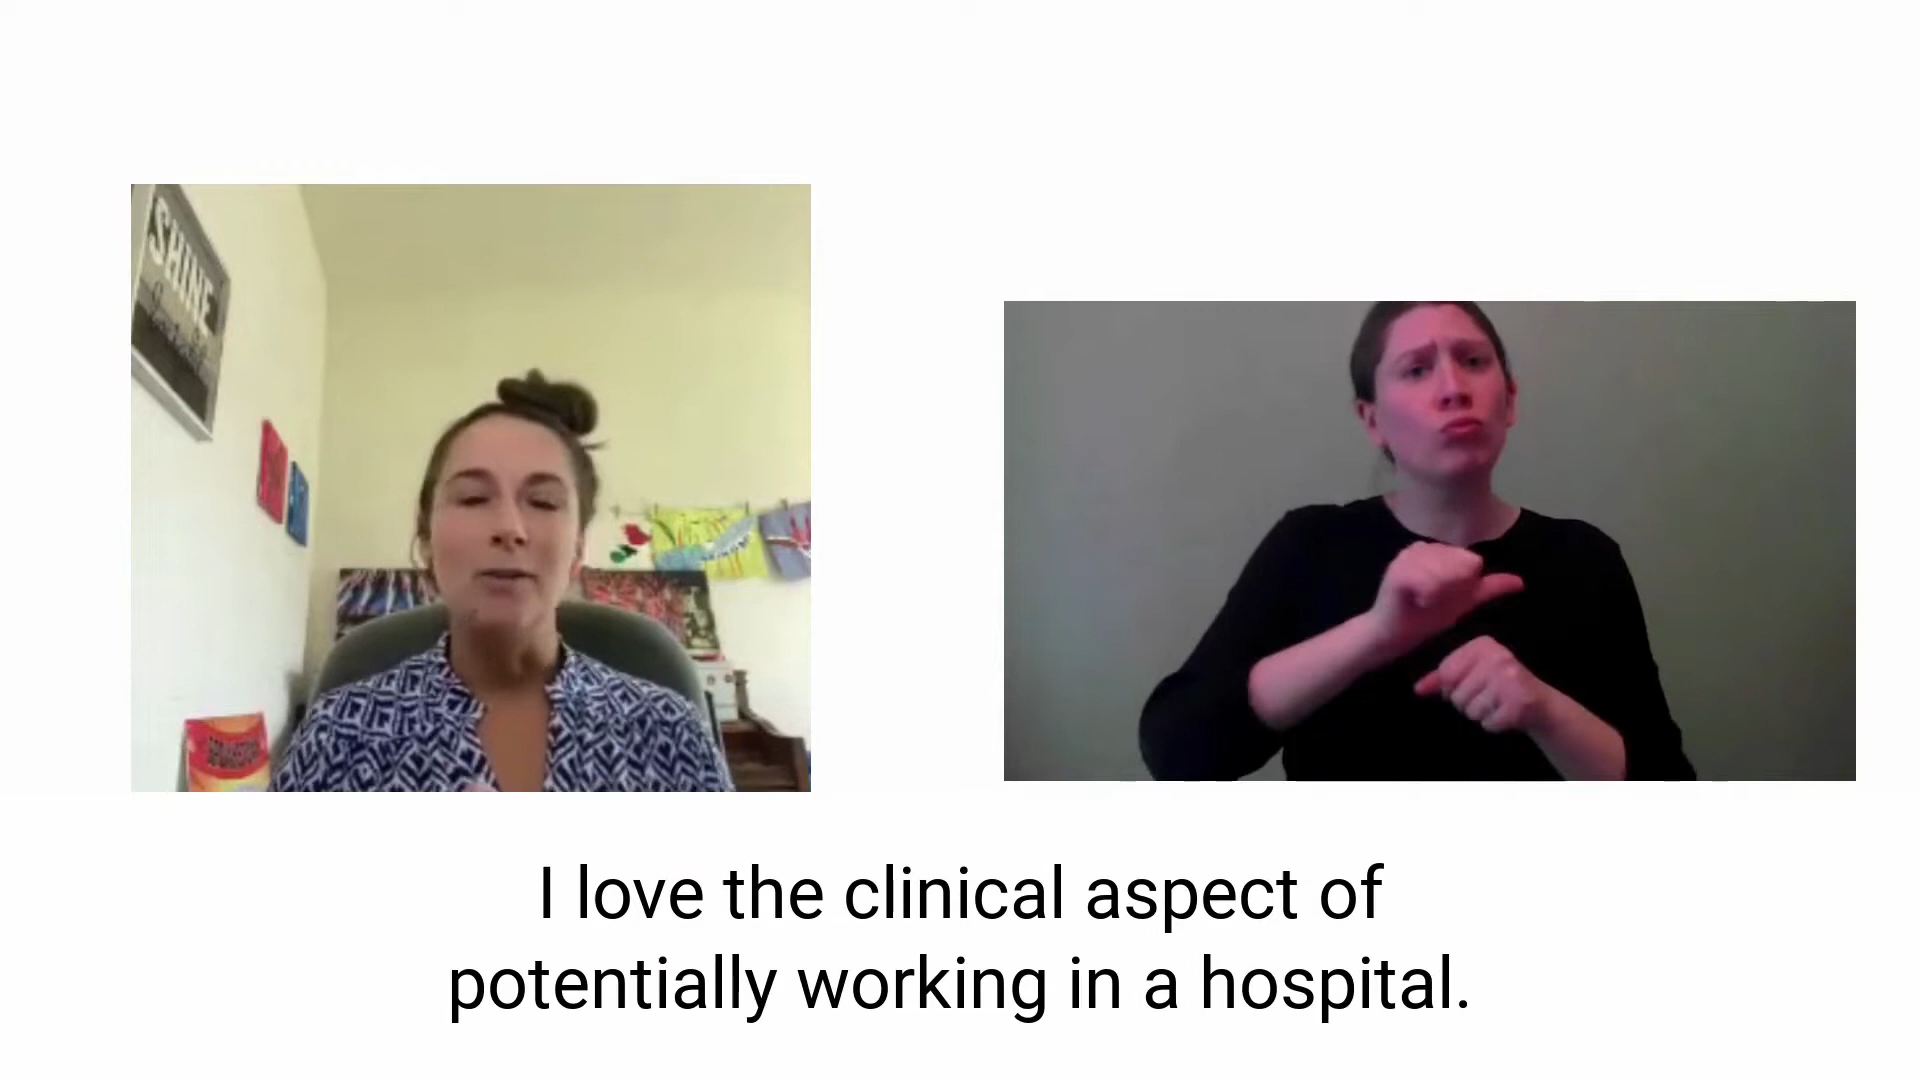 SHINE
I love the clinical aspect of
potentially working in a hospital.